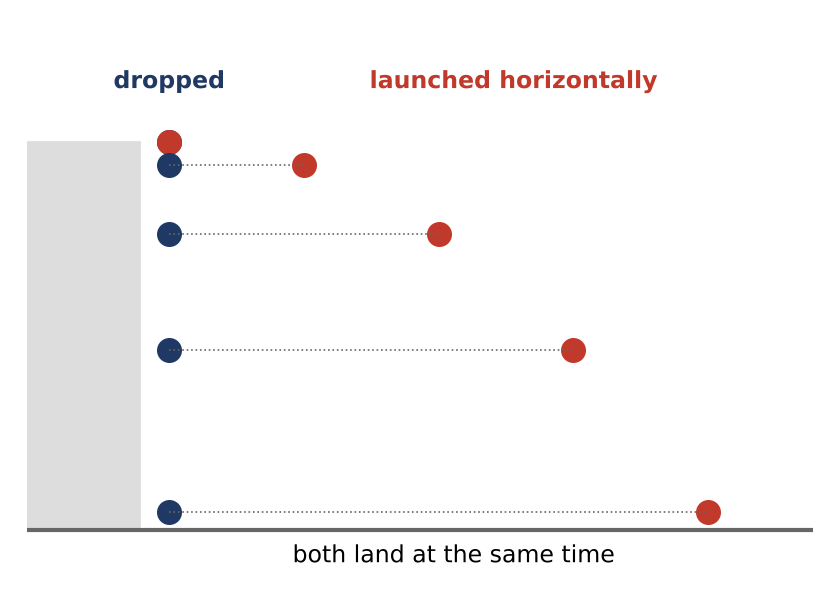 dropped
launched horizontally
both land at the same time